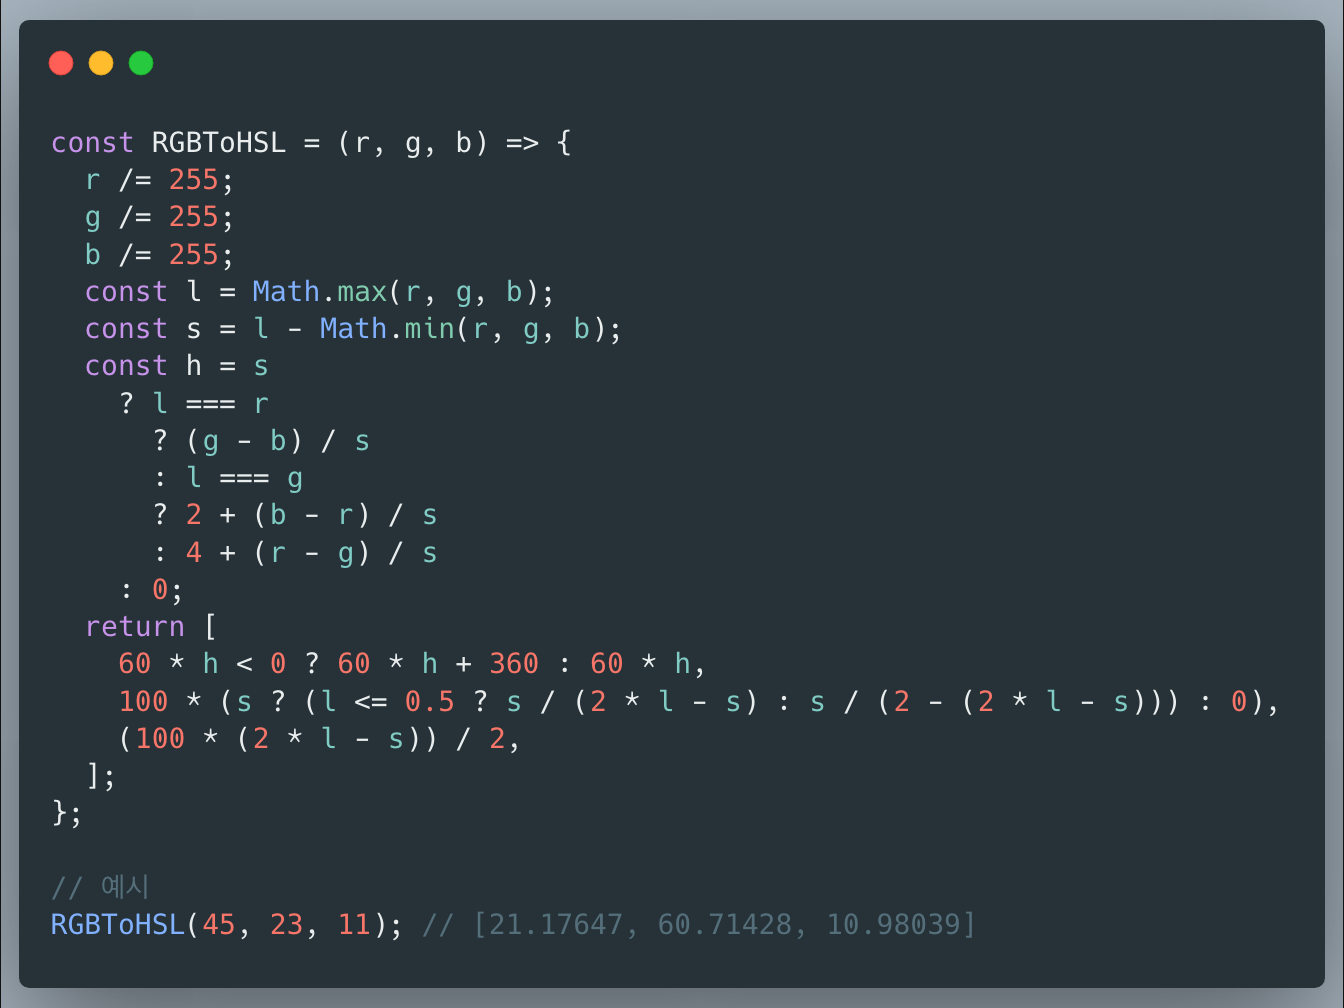 const RGBToHSL = (r, g, b) => {
  r /= 255;
  g /= 255;
  b /= 255;
  const l = Math.max(r, g, b);
  const s = l - Math.min(r, g, b);
  const h = s
    ? l === r
      ? (g - b) / s
      : l === g
      ? 2 + (b - r) / s
      : 4 + (r - g) / s
    : 0;
  return [
    60 * h < 0 ? 60 * h + 360 : 60 * h,
    100 * (s ? (l <= 0.5 ? s / (2 * l - s) : s / (2 - (2 * l - s))) : 0),
    (100 * (2 * l - s)) / 2,
  ];
};

// 예시
RGBToHSL(45, 23, 11); // [21.17647, 60.71428, 10.98039]